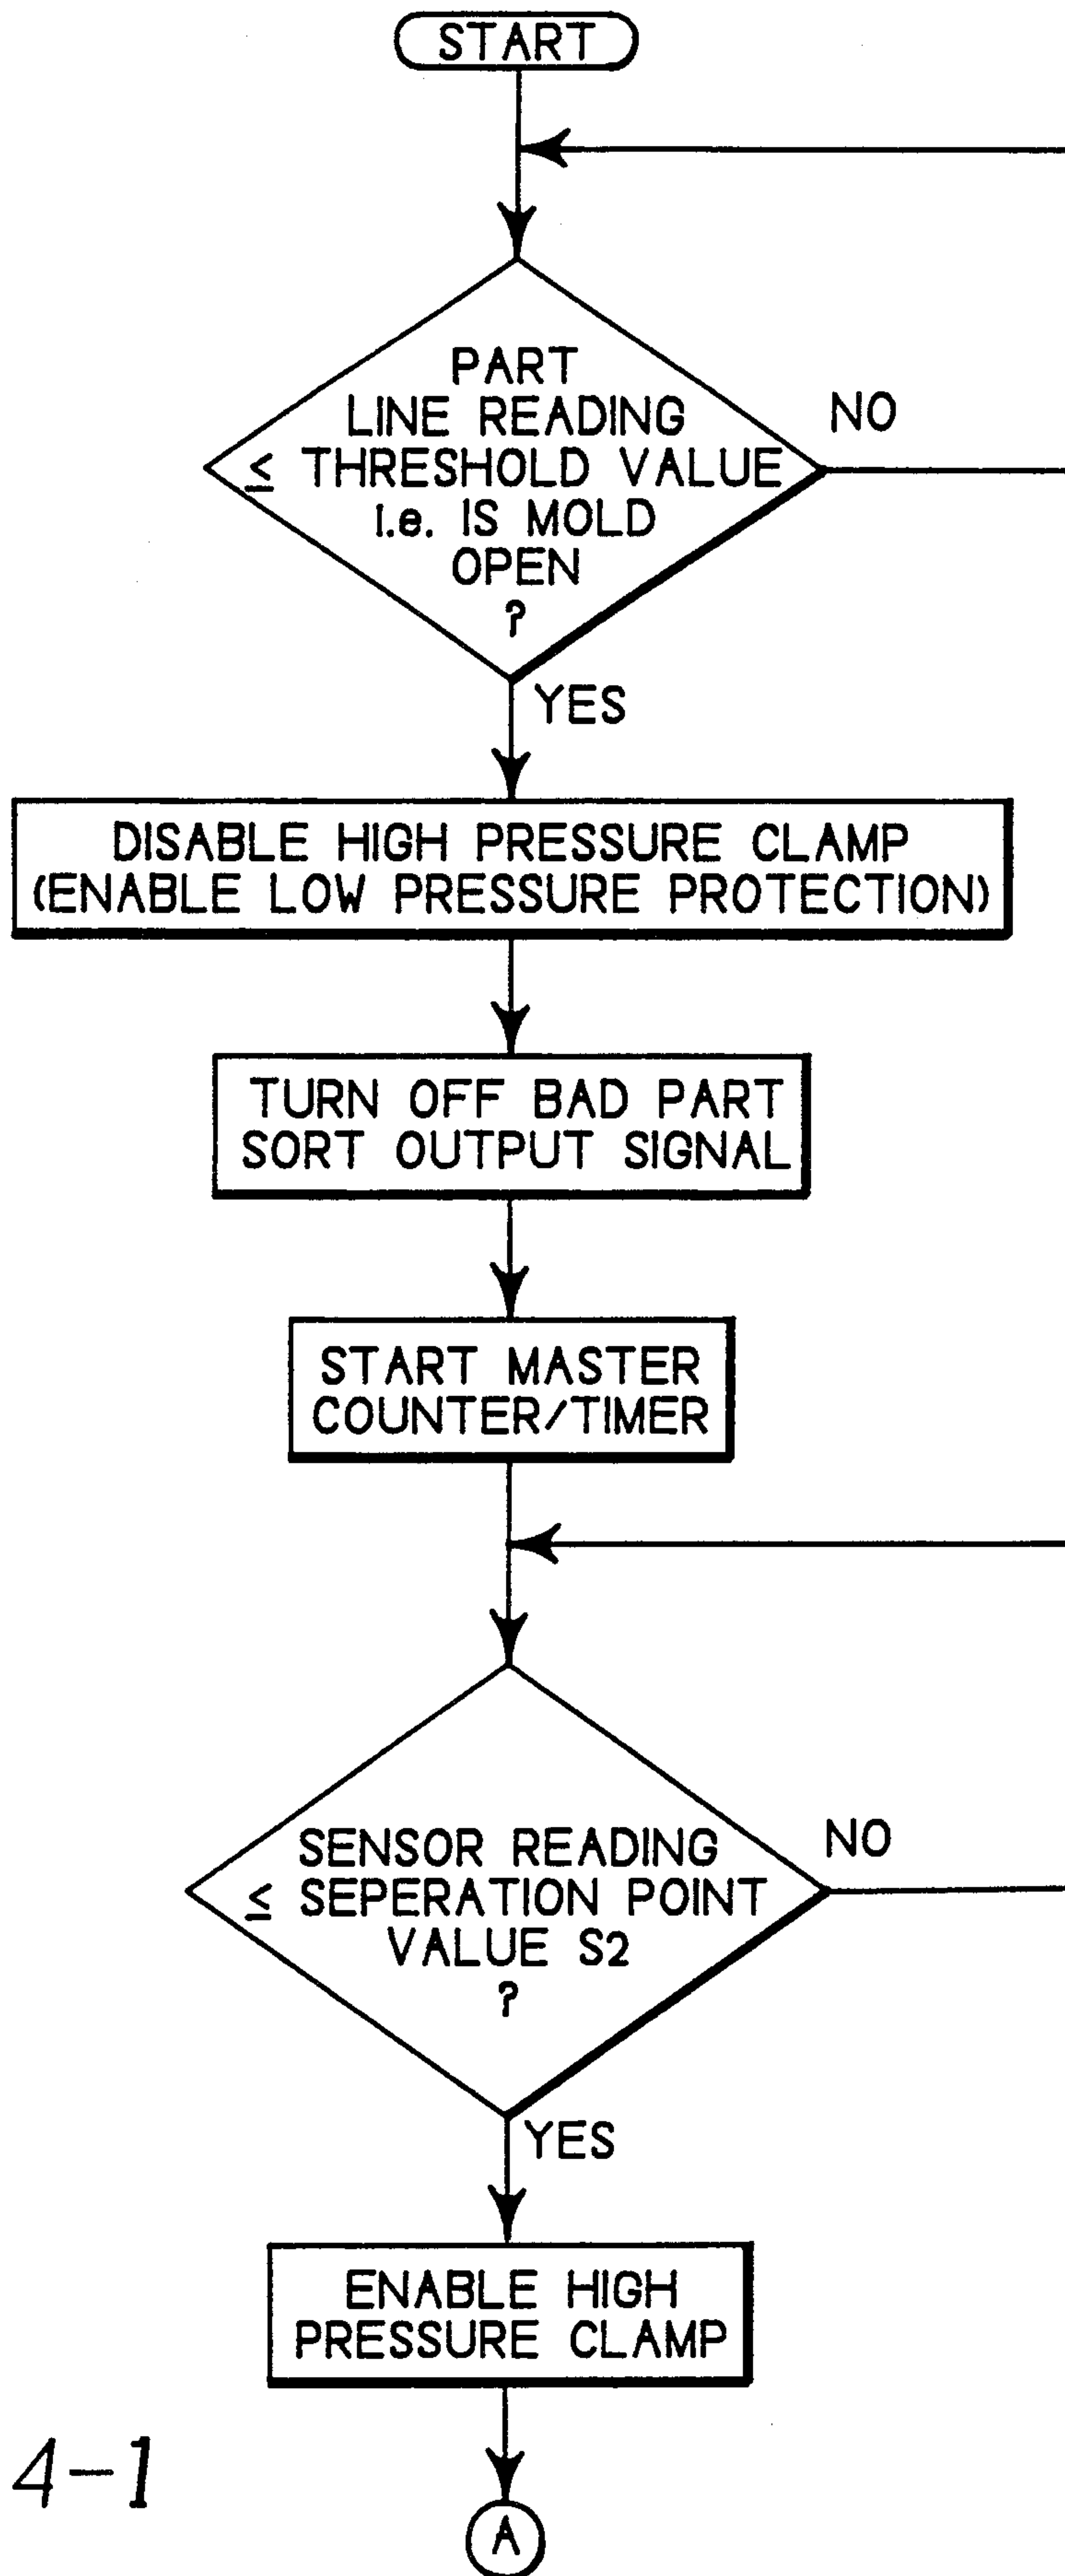 START
PART
LINE READING
≤ THRESHOLD VALUE
i.e. IS MOLD
OPEN
?
NO
YES
DISABLE HIGH PRESSURE CLAMP
(ENABLE LOW PRESSURE PROTECTION)
TURN OFF BAD PART
SORT OUTPUT SIGNAL
START MASTER
COUNTER/TIMER
SENSOR READING
≤ SEPERATION POINT
VALUE S2
?
NO
YES
ENABLE HIGH
PRESSURE CLAMP
4-1
A